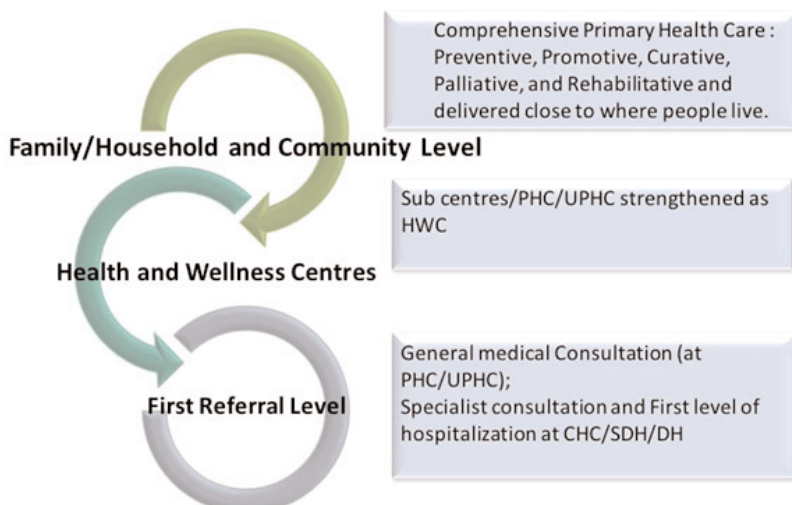 Comprehensive Primary Health Care :
Preventive, Promotive, Curative,
Palliative, and Rehabilitative and
delivered close to where people live.
Family/Household and Community Level
Sub centres/PHC/UPHC strengthened as
HWC
Health and Wellness Centres
General medical Consultation (at
PHC/UPHC);
Specialist consultation and First level of
hospitalization at CHC/SDH/DH
First Referral Level